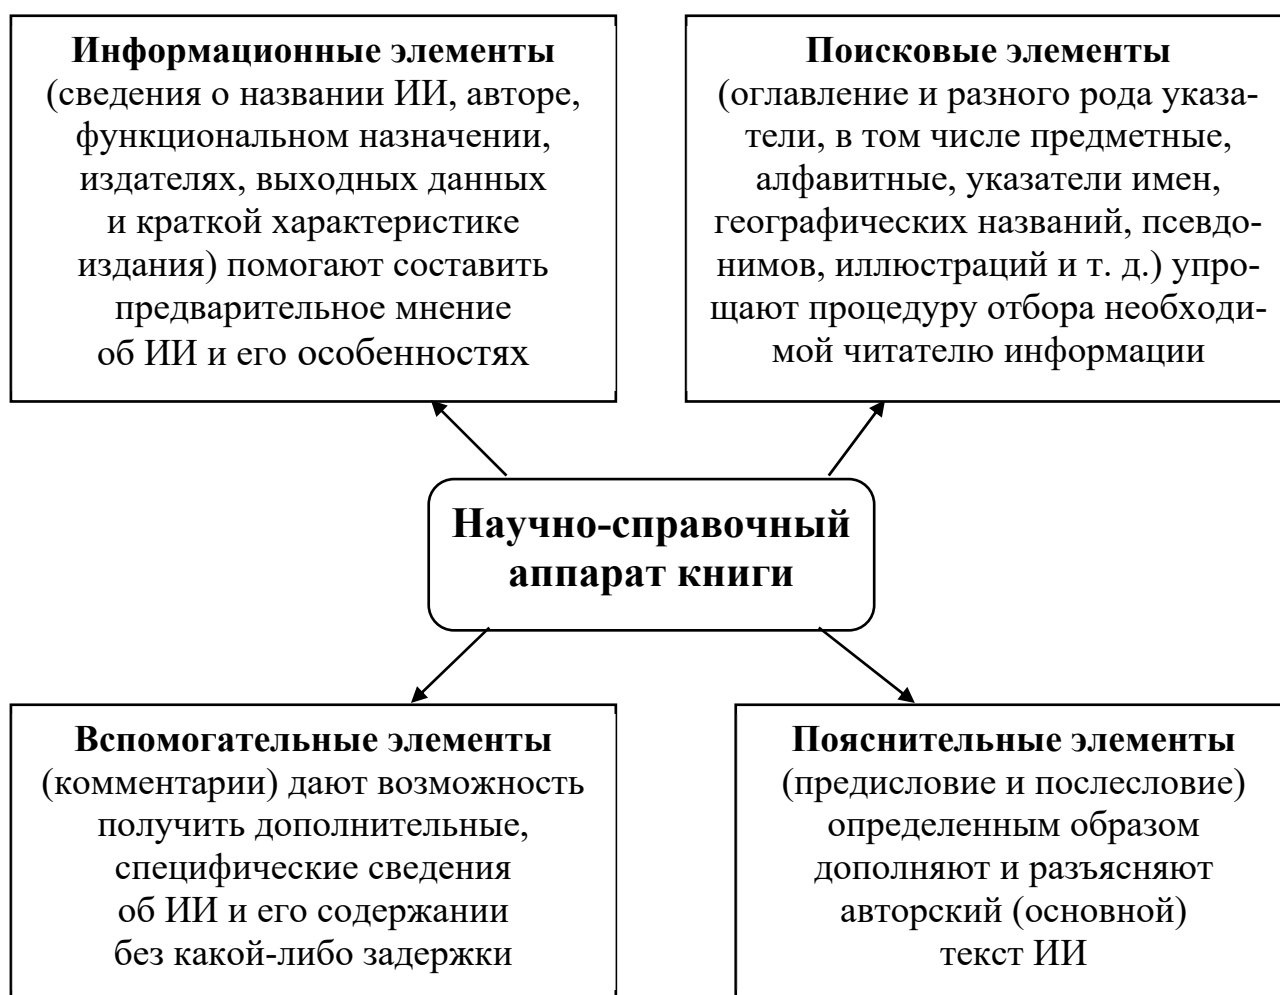 Информационные элементы
(сведения о названии ИИ, авторе,
функциональном назначении,
издателях, выходных данных
и краткой характеристике
издания) помогают составить
предварительное мнение
об ИИ и его особенностях
Поисковые элементы
(оглавление и разного рода указа-
тели, в том числе предметные,
алфавитные, указатели имен,
географических названий, псевдо-
нимов, иллюстраций и т. д.) упро-
щают процедуру отбора необходи-
мой читателю информации
Научно-справочный
аппарат книги
Вспомогательные элементы
(комментарии) дают возможность
получить дополнительные,
специфические сведения
об ИИ и его содержании
без какой-либо задержки
Пояснительные элементы
(предисловие и послесловие)
определенным образом
дополняют и разъясняют
авторский (основной)
текст ИИ